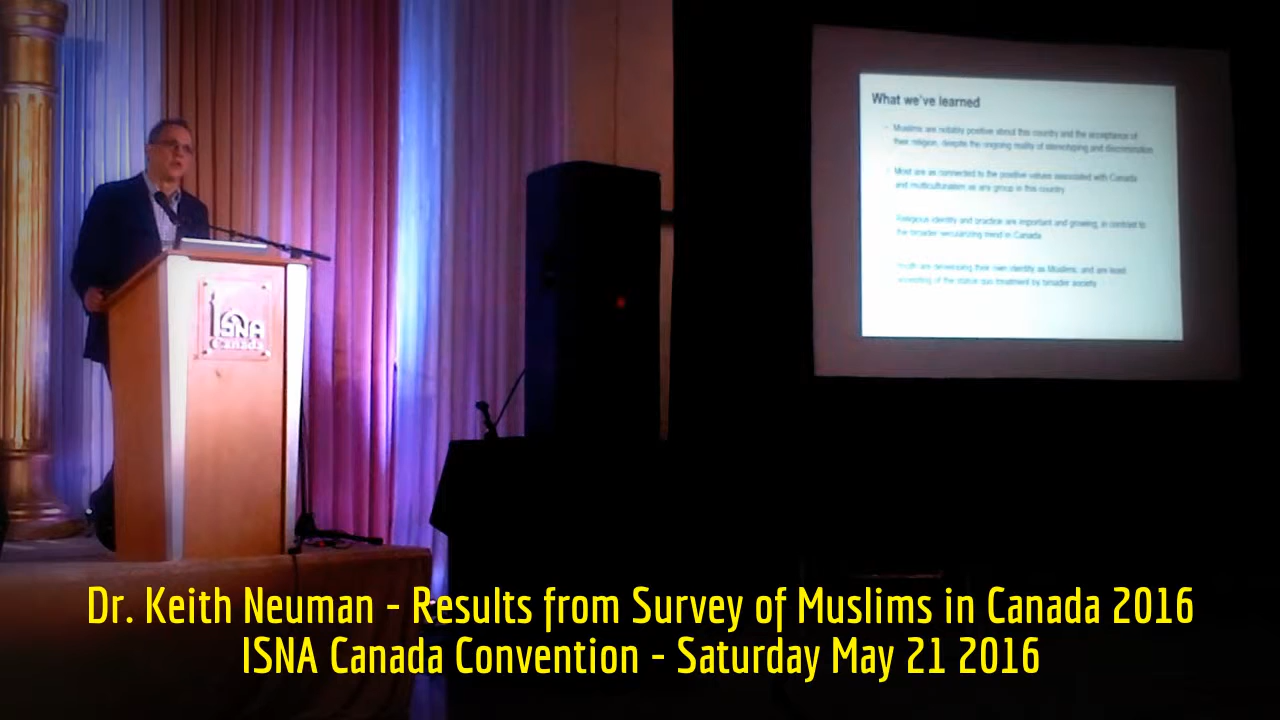 What we've learned
Muslims are notably positive about this country and the acceptance of
their religion, despite the ongoing reality of stereotyping and discrimination
Most are as connected to the positive values associated with Canada
and multiculturalism as any group in this country
Religious identity and practice are important and growing, in contrast to
the broader secularizing trend in Canada
Youth are developing their own identity as Muslims, and are least
accepting of the status quo treatment by broader society
ISNA
Canada
Dr. Keith Neuman - Results from Survey of Muslims in Canada 2016
ISNA Canada Convention - Saturday May 21 2016